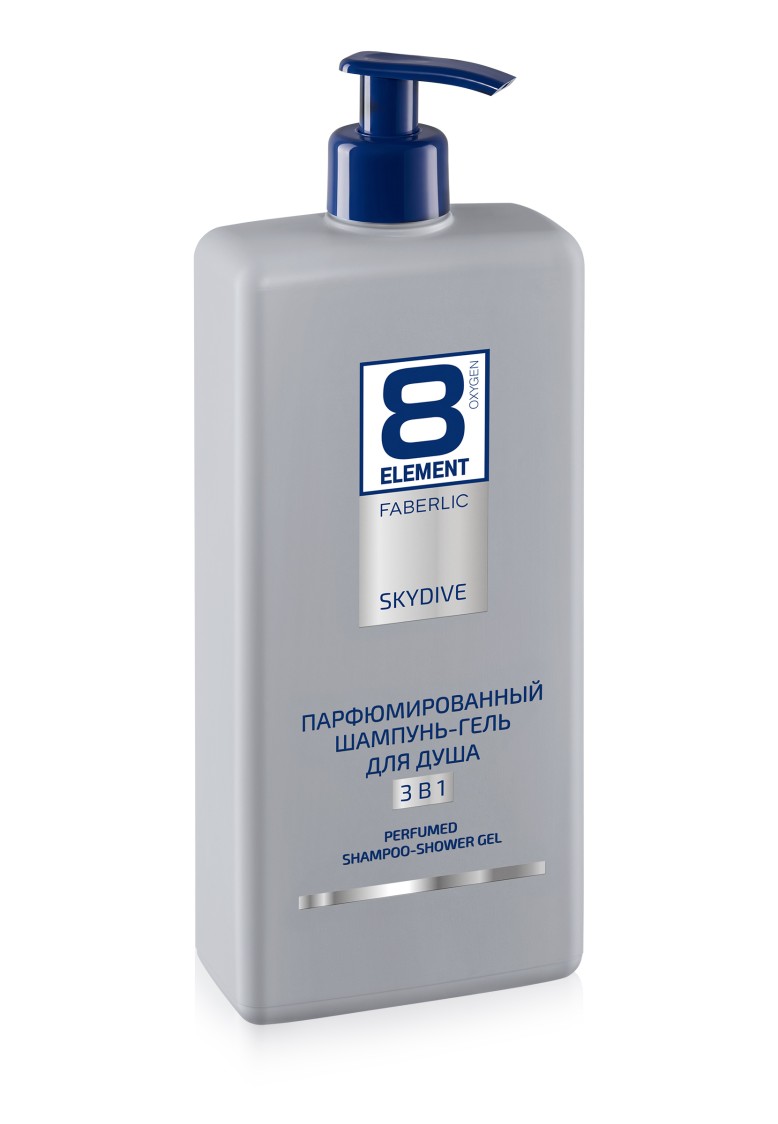 8
OXYGEN
ELEMENT
FABERLIC
SKYDIVE
ПАРФЮМИРОВАННЫЙ
ШАМПУНЬ-ГЕЛЬ
ДЛЯ ДУША
3 В 1
PERFUMED
SHAMPOO-SHOWER GEL